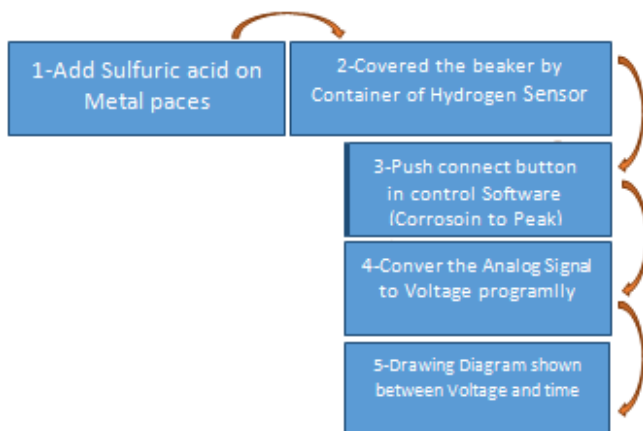 1-Add Sulfuric acid on
Metal paces
2-Covered the beaker by
Container of Hydrogen Sensor
3-Push connect button
in control Software
(Corrosoin to Peak)
4-Conver the Analog Signal
to Voltage programlly
5-Drawing Diagram shown
between Voltage and time